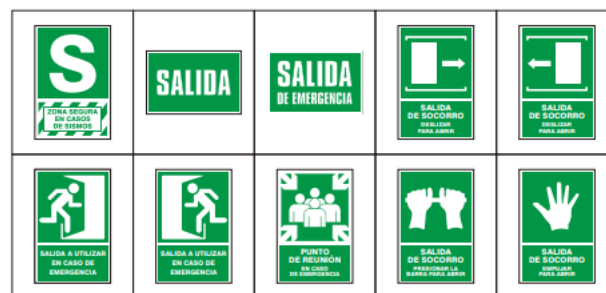 S
ZONA SEGURA
EN CASOS
DE SISMOS
SALIDA
SALIDA
DE EMERGENCIA
SALIDA
DE SOCORRO
DESLIZAR
PARA ABRIR
SALIDA
DE SOCORRO
DESLIZAR
PARA ABRIR
SALIDA A UTILIZAR
EN CASO DE
EMERGENCIA
SALIDA A UTILIZAR
EN CASO DE
EMERGENCIA
PUNTO
DE REUNIÓN
EN CASO
DE EMERGENCIA
SALIDA
DE SOCORRO
PRESIONAR LA
BARRA PARA ABRIR
SALIDA
DE SOCORRO
EMPUJAR
PARA ABRIR